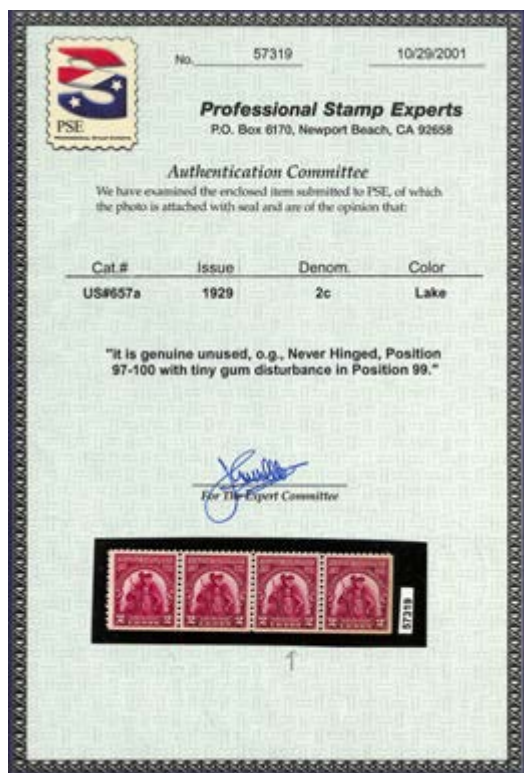 PSE
No. 57319 10/29/2001
Professional Stamp Experts
P.O. Box 6170, Newport Beach, CA 92658
Authentication Committee
We have examined the enclosed item submitted to PSE, of which
the photo is attached with seal and are of the opinion that:
Cat.# Issue Denom. Color
US#657a 1929 2c Lake
"it is genuine unused, o.g., Never Hinged, Position
97-100 with tiny gum disturbance in Position 99."
For The Expert Committee
57319